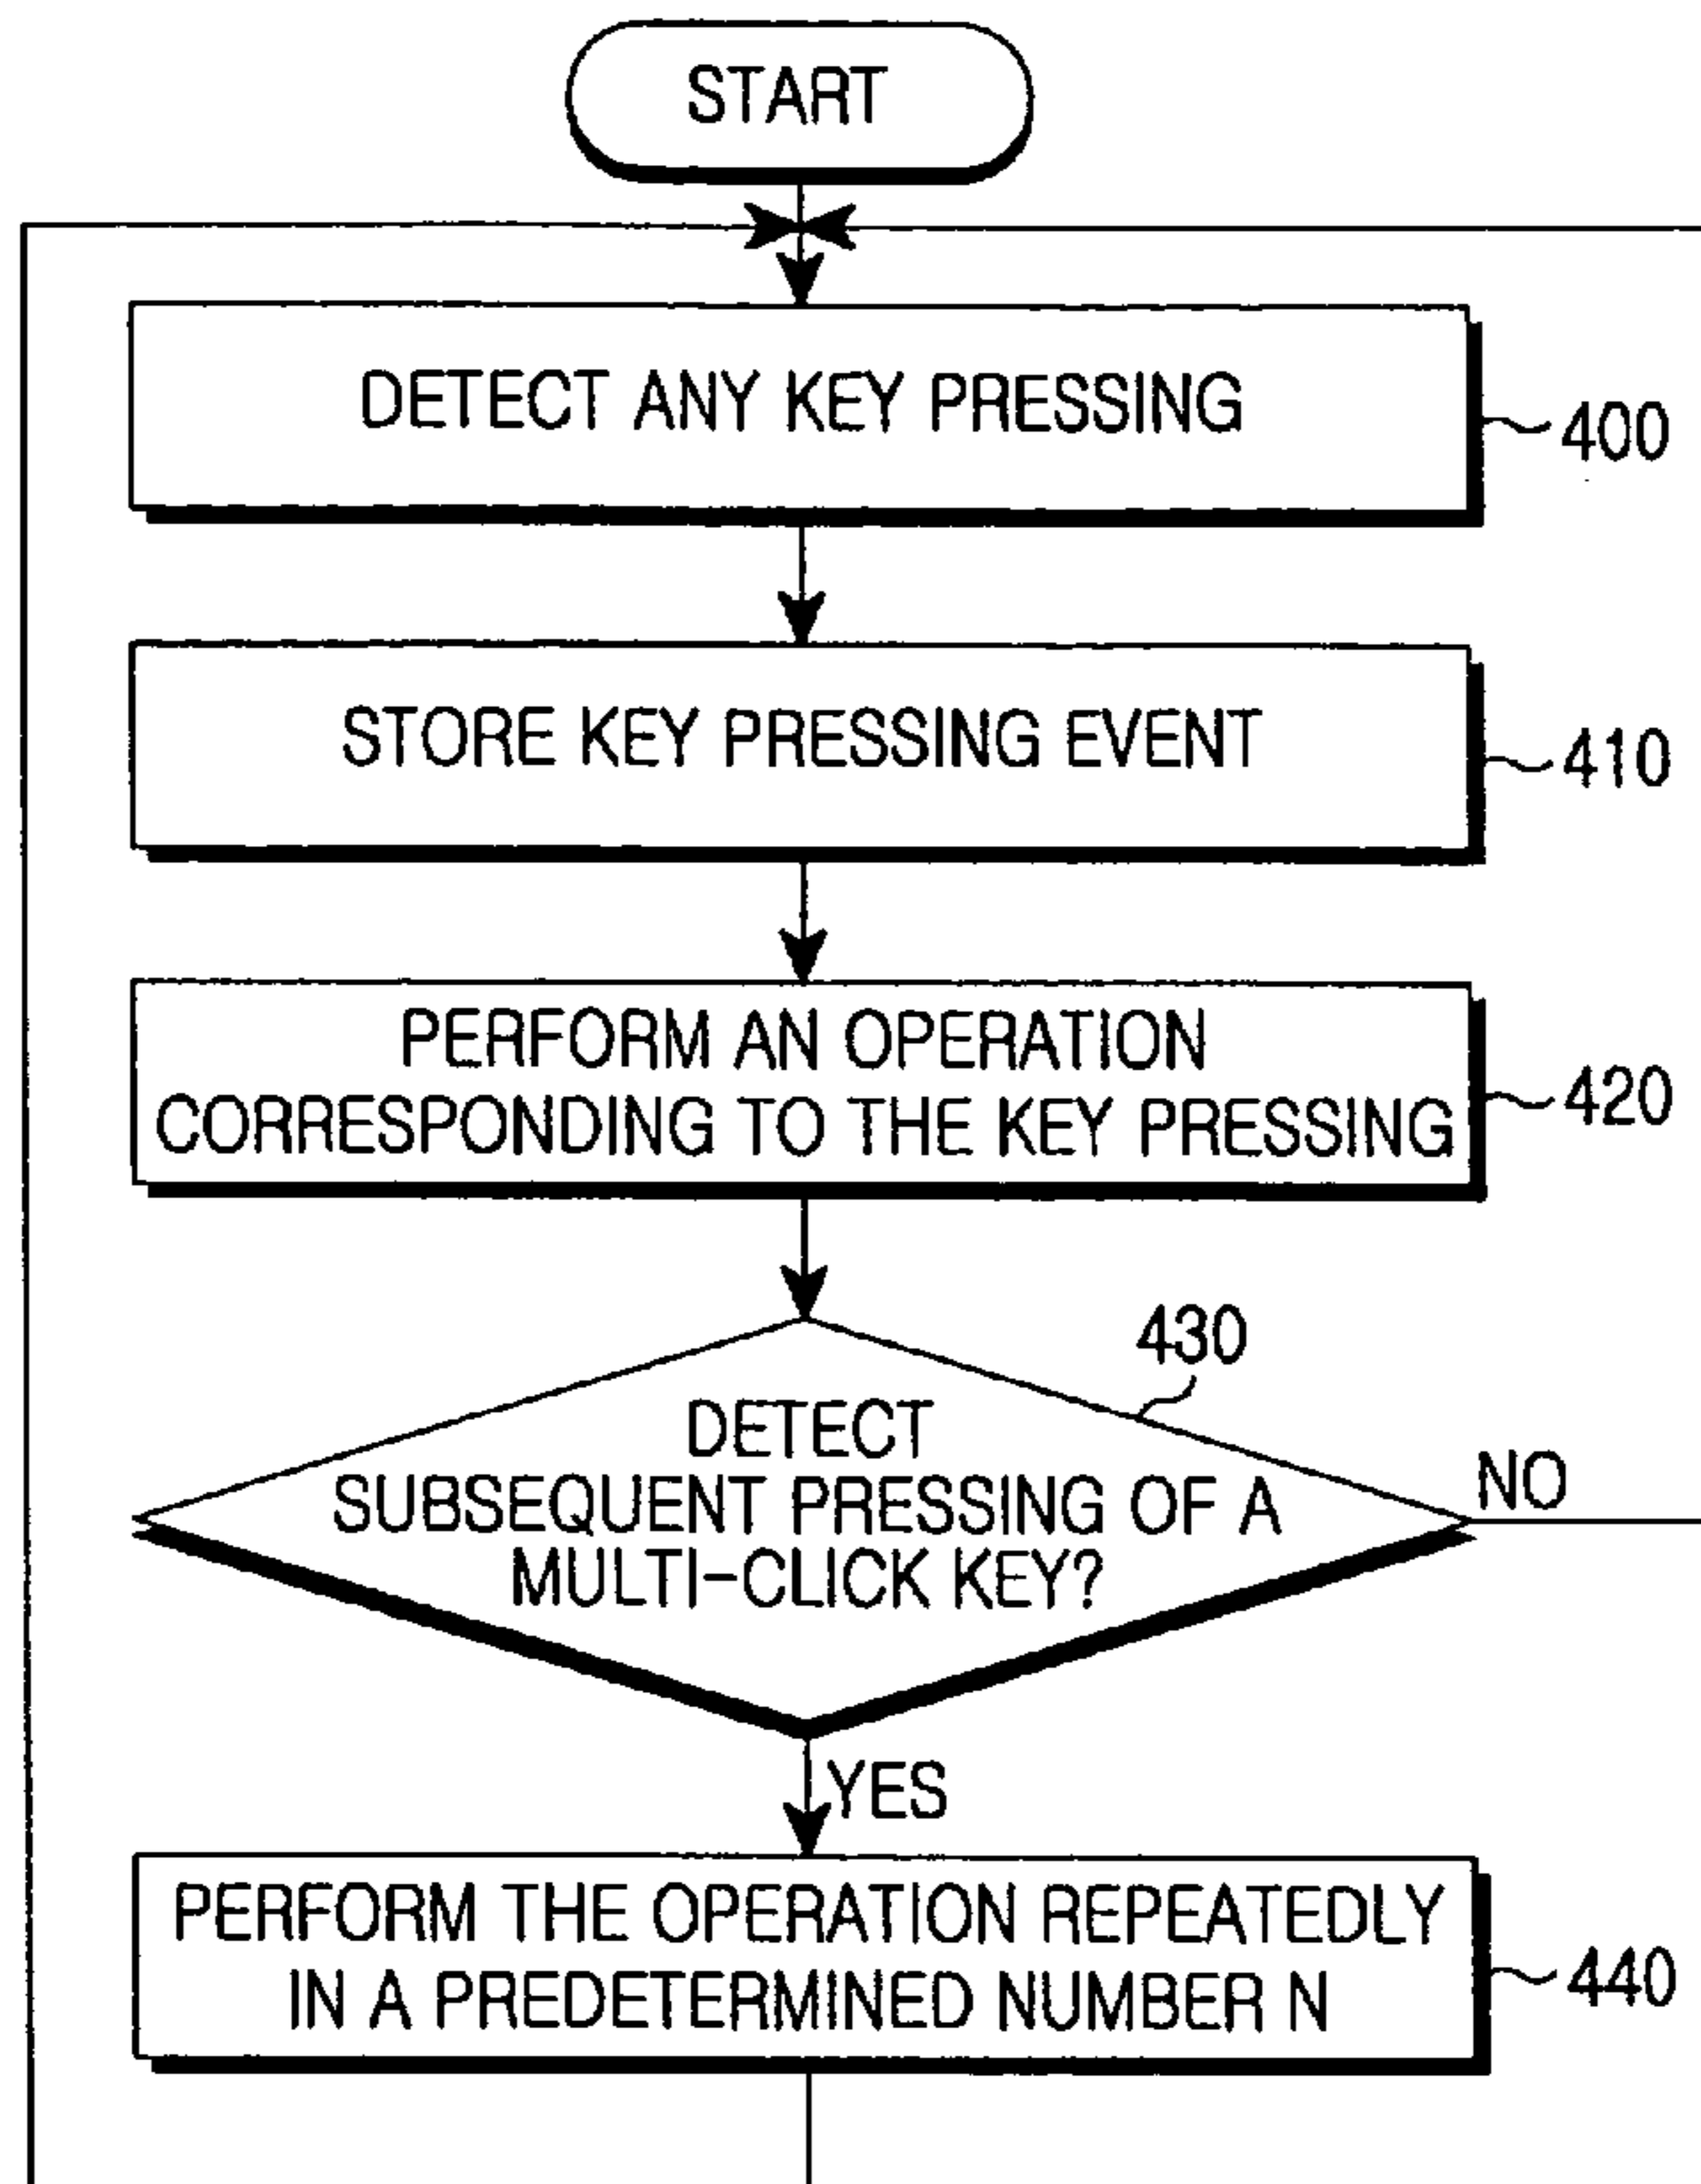 START
DETECT ANY KEY PRESSING
400
STORE KEY PRESSING EVENT
410
PERFORM AN OPERATION
CORRESPONDING TO THE KEY PRESSING
420
430
DETECT
SUBSEQUENT PRESSING OF A
MULTI-CLICK KEY?
NO
YES
PERFORM THE OPERATION REPEATEDLY
IN A PREDETERMINED NUMBER N
440